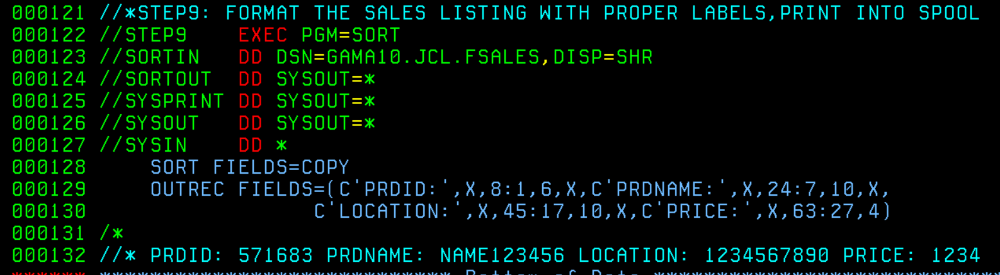 000121 //*STEP9: FORMAT THE SALES LISTING WITH PROPER LABELS,PRINT INTO SPOOL
000122 //STEP9    EXEC PGM=SORT
000123 //SORTIN   DD DSN=GAMA10.JCL.FSALES,DISP=SHR
000124 //SORTOUT  DD SYSOUT=*
000125 //SYSPRINT DD SYSOUT=*
000126 //SYSOUT   DD SYSOUT=*
000127 //SYSIN    DD *
000128     SORT FIELDS=COPY
000129     OUTREC FIELDS=(C'PRDID:',X,8:1,6,X,C'PRDNAME:',X,24:7,10,X,
000130                  C'LOCATION:',X,45:17,10,X,C'PRICE:',X,63:27,4)
000131 /*
000132 //* PRDID: 571683 PRDNAME: NAME123456 LOCATION: 1234567890 PRICE: 1234
****** **************************** Bottom of Data ****************************